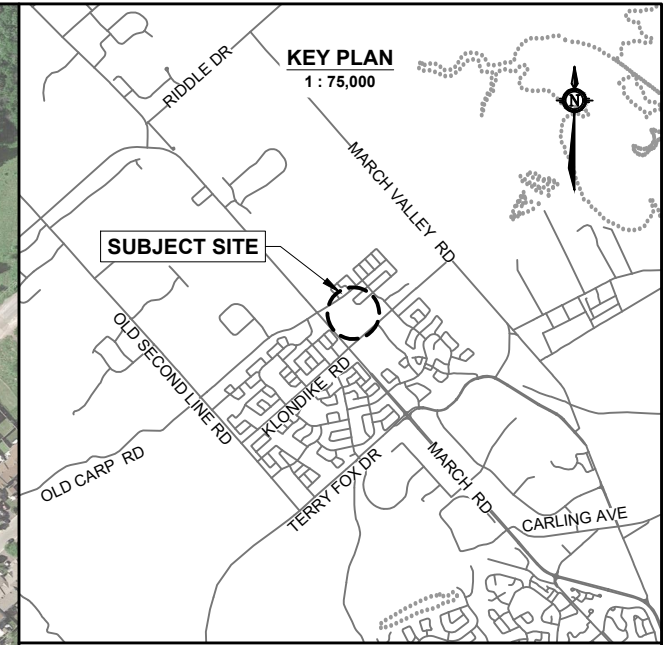 KEY PLAN
1 : 75,000
RIDDLE DR
N
MARCH VALLEY RD
SUBJECT SITE
OLD SECOND LINE RD
KLONDIKE RD
OLD CARP RD
TERRY FOX DR
MARCH RD
CARLING AVE